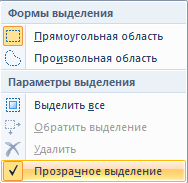 Формы выделения
Прямоугольная область
Произвольная область
Параметры выделения
Выделить все
Обратить выделение
Удалить
Прозрачное выделение